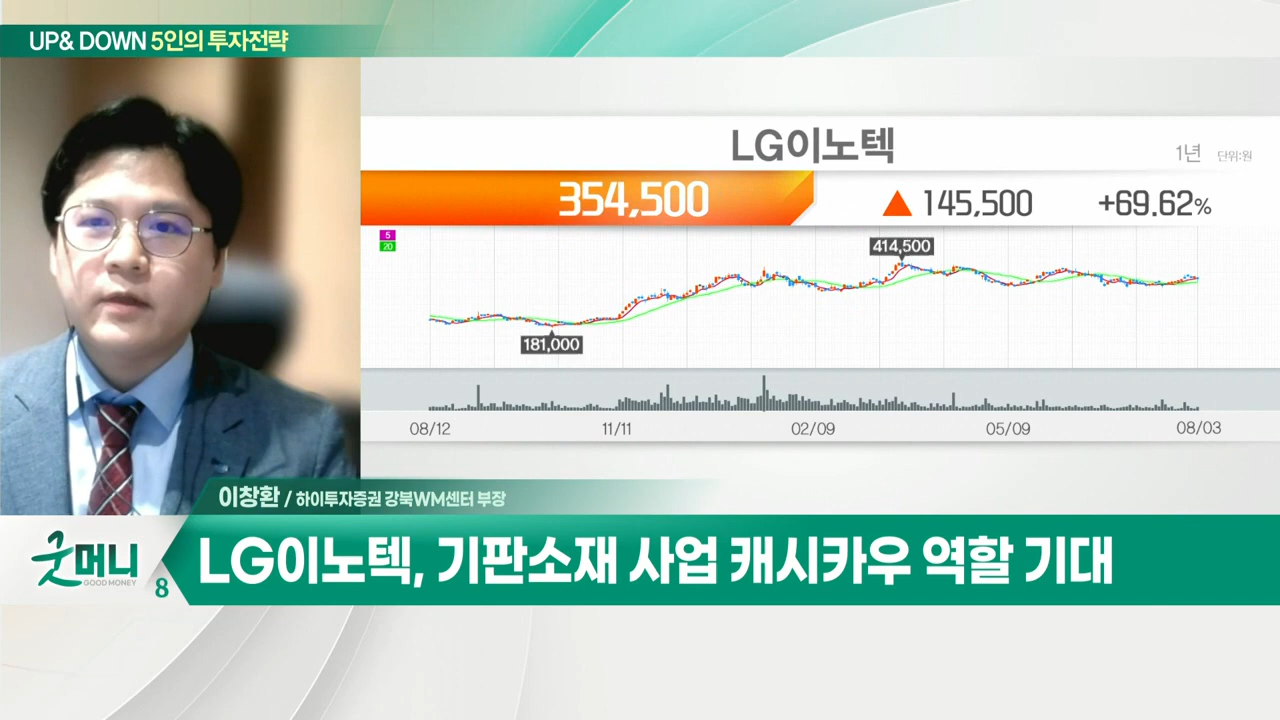 UP& DOWN 5인의 투자전략
LG이노텍
1년 단위:원
354,500 ▲ 145,500 +69.62%
5
20
414,500
181,000
08/12 11/11 02/09 05/09 08/03
이창환 / 하이투자증권 강북WM센터 부장
굿머니
GOOD MONEY
8
LG이노텍, 기판소재 사업 캐시카우 역할 기대